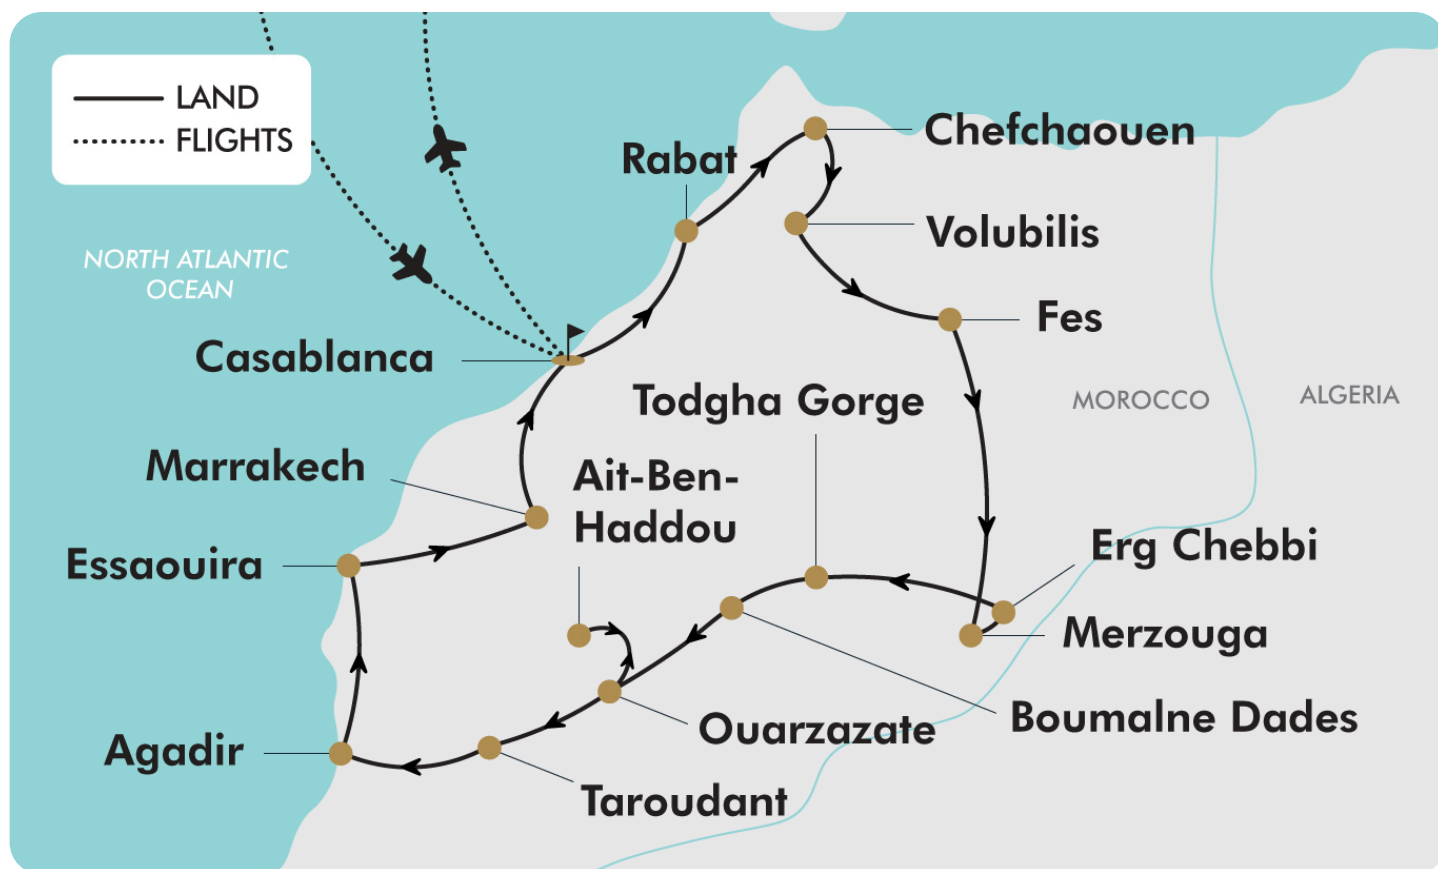 LAND
FLIGHTS
Chefchaouen
Rabat
Volubilis
NORTH ATLANTIC
OCEAN
Fes
Casablanca
Todgha Gorge
MOROCCO
ALGERIA
Marrakech
Ait-Ben-
Haddou
Essaouira
Erg Chebbi
Merzouga
Boumalne Dades
Ouarzazate
Agadir
Taroudant